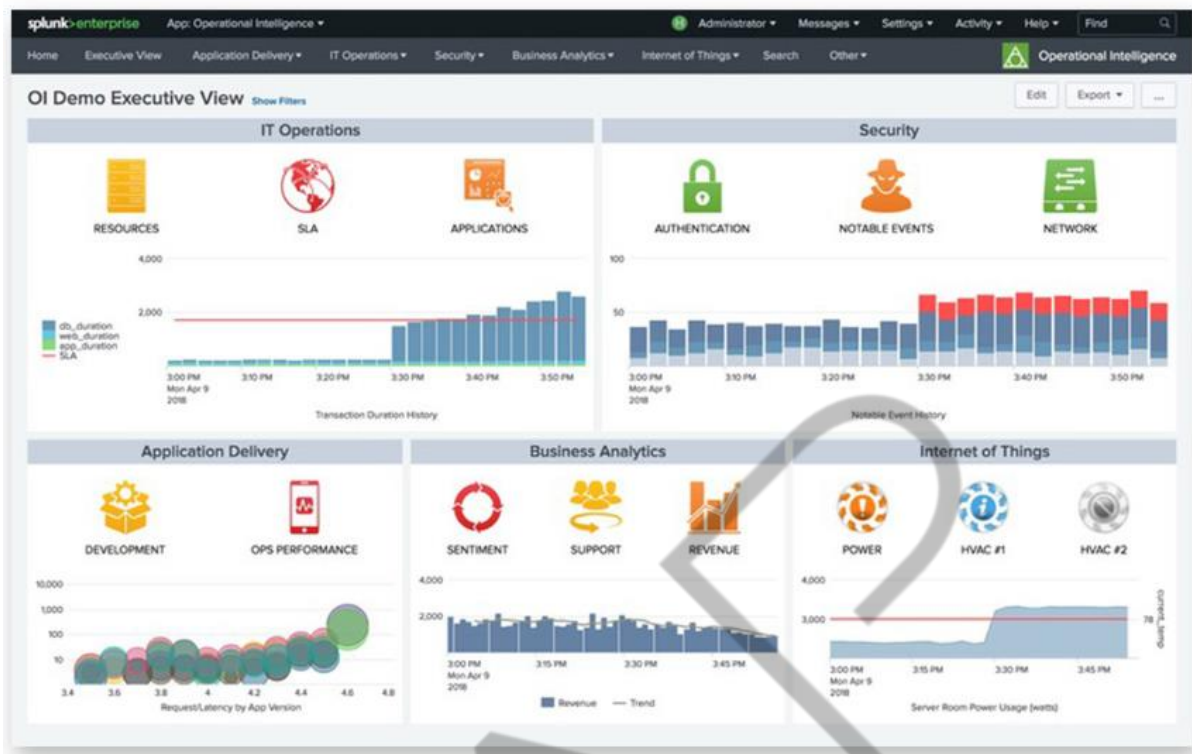 splunk>enterprise App: Operational Intelligence Administrator Messages Settings Activity Help Find
Home Executive View Application Delivery IT Operations Security Business Analytics Internet of Things Search Other Operational Intelligence
OI Demo Executive View Show Filters Edit Export ...
IT Operations
RESOURCES SLA APPLICATIONS
4,000
2,000
db_duration
web_duration
app_duration
SLA
3:00 PM 3:10 PM 3:20 PM 3:30 PM 3:40 PM 3:50 PM
Mon Apr 9
2018
Transaction Duration History
Security
AUTHENTICATION NOTABLE EVENTS NETWORK
100
50
3:00 PM 3:10 PM 3:20 PM 3:30 PM 3:40 PM 3:50 PM
Mon Apr 9
2018
Notable Event History
Application Delivery
DEVELOPMENT OPS PERFORMANCE
10,000
1,000
100
10
3.4 3.6 3.8 4 4.2 4.4 4.6 4.8
Request/Latency by App Version
Business Analytics
SENTIMENT SUPPORT REVENUE
4,000
2,000
3:00 PM 3:15 PM 3:30 PM 3:45 PM
Mon Apr 9
2018
Revenue Trend
Internet of Things
POWER HVAC #1 HVAC #2
4,000
3,000 78
current_temp
3:00 PM 3:15 PM 3:30 PM 3:45 PM
Mon Apr 9
2018
Server Room Power Usage (watts)